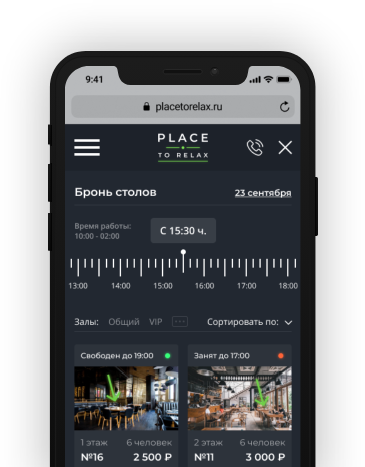 9:41
placetorelax.ru
PLACE
TO RELAX
Бронь столов
23 сентября
Время работы:
10:00 - 02:00
С 15:30 ч.
13:00 14:00 15:00 16:00 17:00 18:00
Залы: Общий VIP Сортировать по:
Свободен до 19:00
Занят до 17:00
1 этаж 6 человек
2 этаж 6 человек
№16 2 500 ₽
№11 3 000 ₽